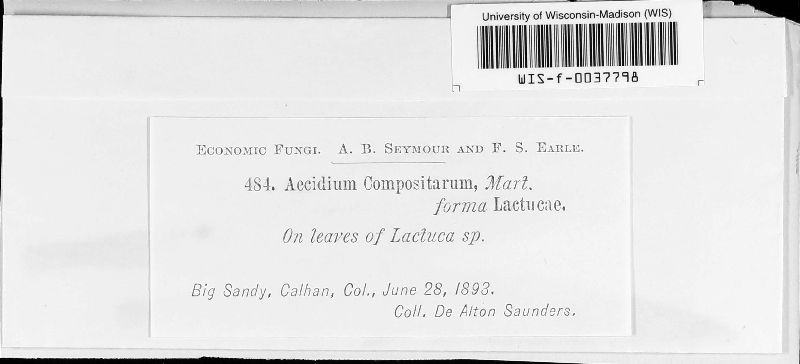 University of Wisconsin-Madison (WIS)
WIS-f-0037798
Economic Fungi. A. B. Seymour and F. S. Earle.
484. Aecidium Compositarum, Mart.
forma Lactucae.
On leaves of Lactuca sp.
Big Sandy, Calhan, Col., June 28, 1893.
Coll. De Alton Saunders.